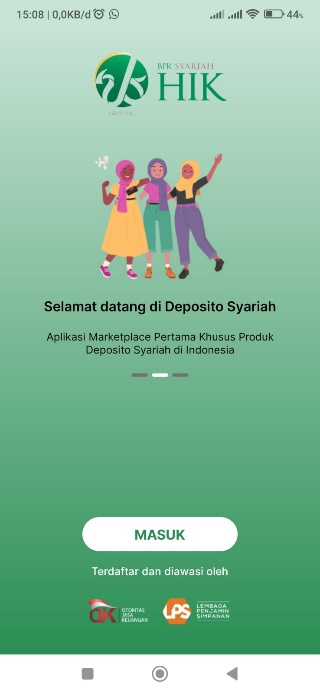 15:08 | 0,0KB/d
44%
BPR SYARIAH
HIK
Selamat datang di Deposito Syariah
Aplikasi Marketplace Pertama Khusus Produk
Deposito Syariah di Indonesia
MASUK
Terdaftar dan diawasi oleh
OTORITAS
JASA
KEUANGAN
LPS
LEMBAGA
PENJAMIN
SIMPANAN